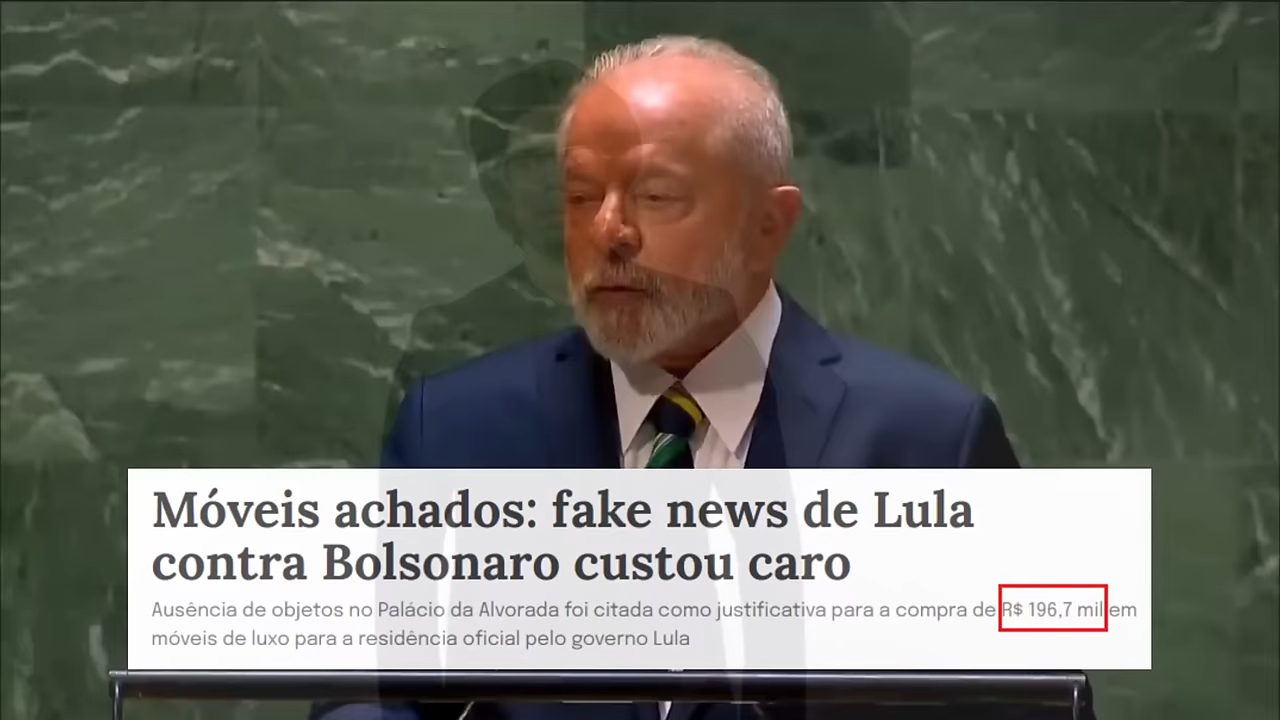 Móveis achados: fake news de Lula
contra Bolsonaro custou caro
Ausência de objetos no Palácio da Alvorada foi citada como justificativa para a compra de R$ 196,7 mil em
móveis de luxo para a residência oficial pelo governo Lula